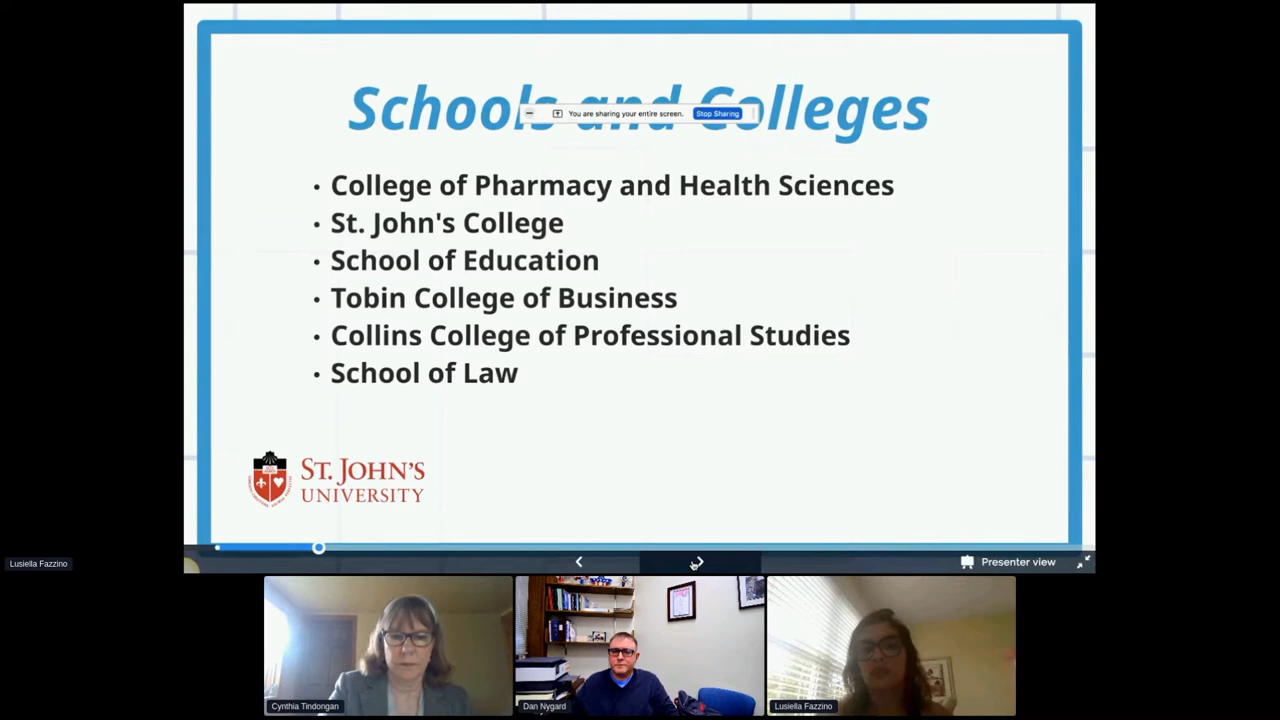 Schools and Colleges
You are sharing your entire screen. Stop Sharing
• College of Pharmacy and Health Sciences
• St. John's College
• School of Education
• Tobin College of Business
• Collins College of Professional Studies
• School of Law
ST. JOHN'S
UNIVERSITY
Presenter view
Lusiella Fazzino
Cynthia Tindongan
Dan Nygard
Lusiella Fazzino